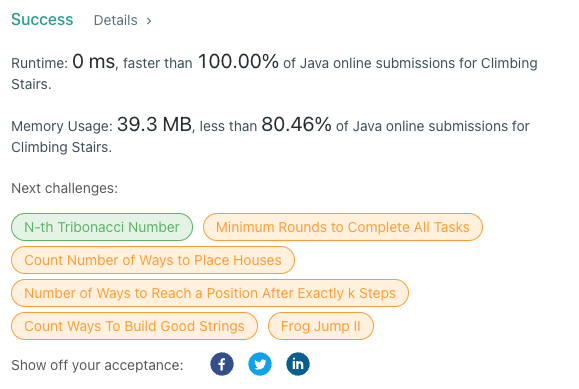 Success Details >
Runtime: 0 ms, faster than 100.00% of Java online submissions for Climbing
Stairs.
Memory Usage: 39.3 MB, less than 80.46% of Java online submissions for
Climbing Stairs.
Next challenges:
N-th Tribonacci Number Minimum Rounds to Complete All Tasks
Count Number of Ways to Place Houses
Number of Ways to Reach a Position After Exactly k Steps
Count Ways To Build Good Strings Frog Jump II
Show off your acceptance: f in